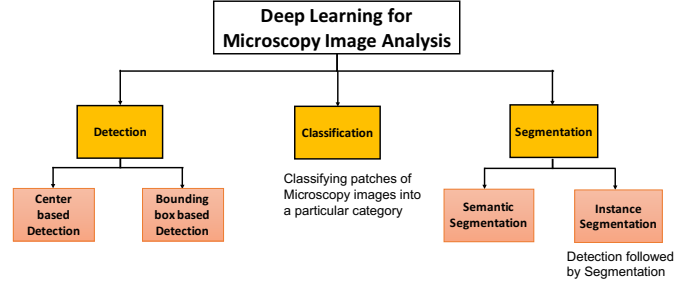 Deep Learning for
Microscopy Image Analysis
Detection
Classification
Segmentation
Classifying patches of
Microscopy images into
a particular category
Center
based
Detection
Bounding
box based
Detection
Semantic
Segmentation
Instance
Segmentation
Detection followed
by Segmentation